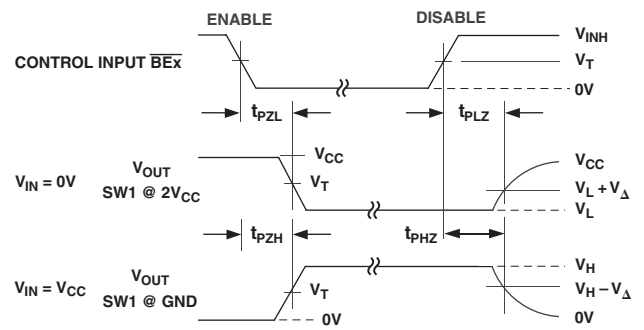 ENABLE DISABLE
CONTROL INPUT BEx
V_INH
V_T
0V
t_PZL t_PLZ
V_IN = 0V
V_OUT
SW1 @ 2V_CC
V_CC
V_T
V_CC
V_L + V_Δ
V_L
t_PZH t_PHZ
V_IN = V_CC
V_OUT
SW1 @ GND
V_T
0V
V_H
V_H – V_Δ
0V